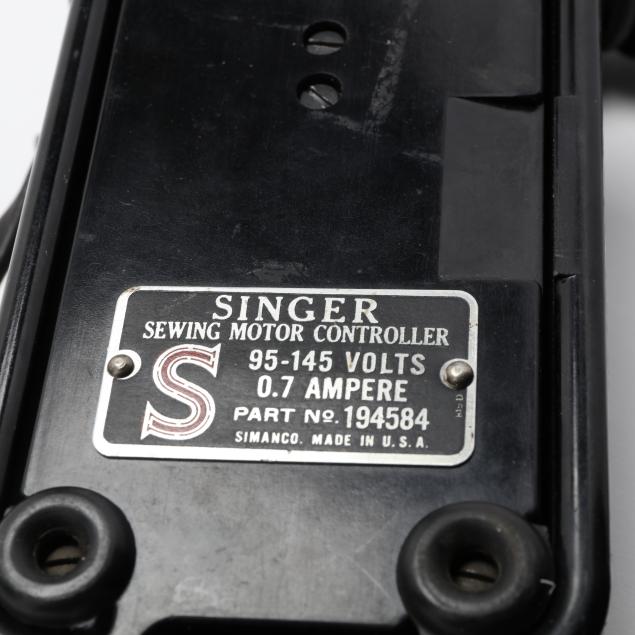 SINGER
SEWING MOTOR CONTROLLER
S
95-145 VOLTS
0.7 AMPERE
PART Nº. 194584
SIMANCO. MADE IN U.S.A.